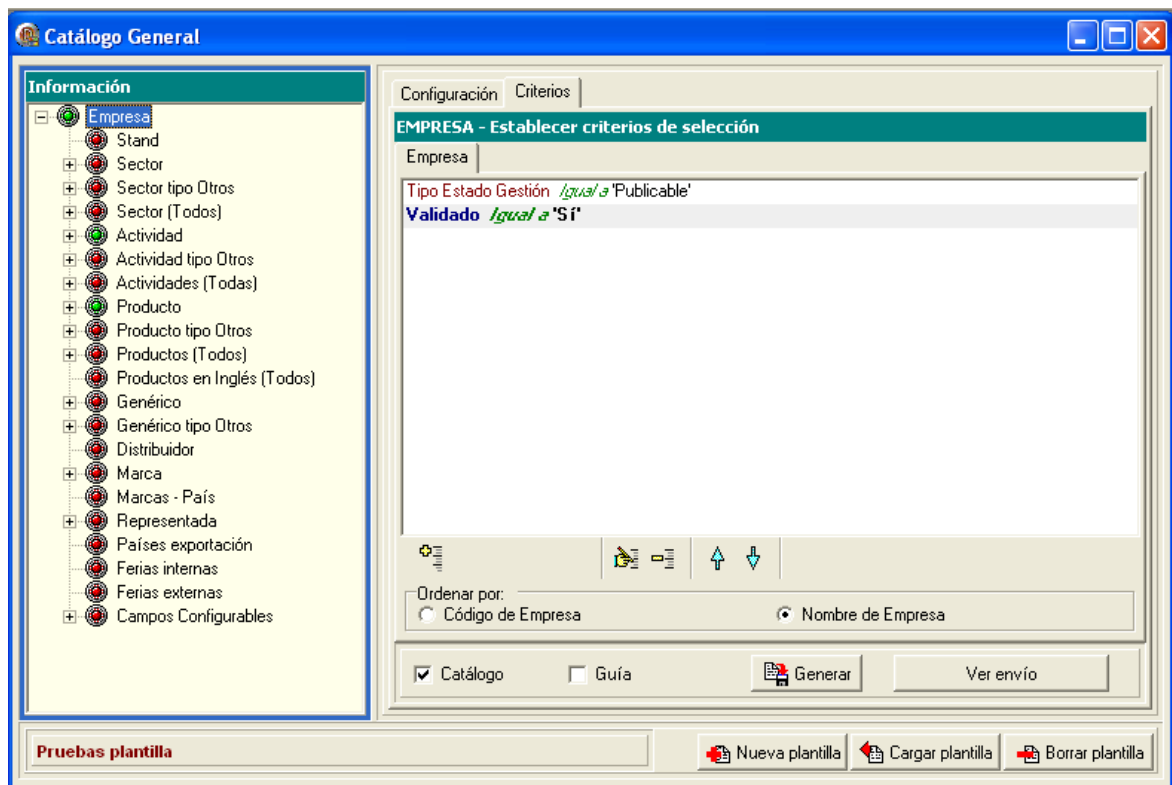 Catálogo General
Información
Empresa
Stand
Sector
Sector tipo Otros
Sector (Todos)
Actividad
Actividad tipo Otros
Actividades (Todas)
Producto
Producto tipo Otros
Productos (Todos)
Productos en Inglés (Todos)
Genérico
Genérico tipo Otros
Distribuidor
Marca
Marcas - País
Representada
Países exportación
Ferias internas
Ferias externas
Campos Configurables
Configuración Criterios
EMPRESA - Establecer criterios de selección
Empresa
Tipo Estado Gestión Igual a 'Publicable'
Validado Igual a 'Sí'
Ordenar por:
Código de Empresa Nombre de Empresa
Catálogo Guía Generar Ver envío
Pruebas plantilla Nueva plantilla Cargar plantilla Borrar plantilla